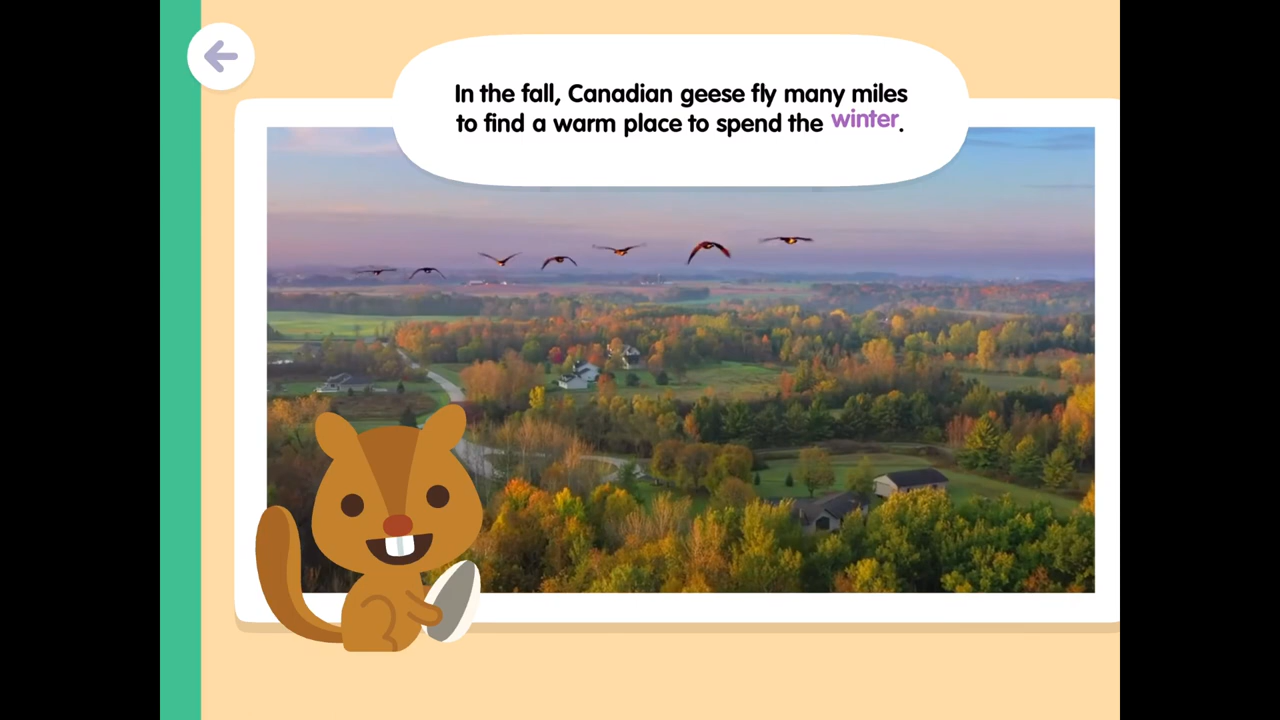 In the fall, Canadian geese fly many miles
to find a warm place to spend the winter.